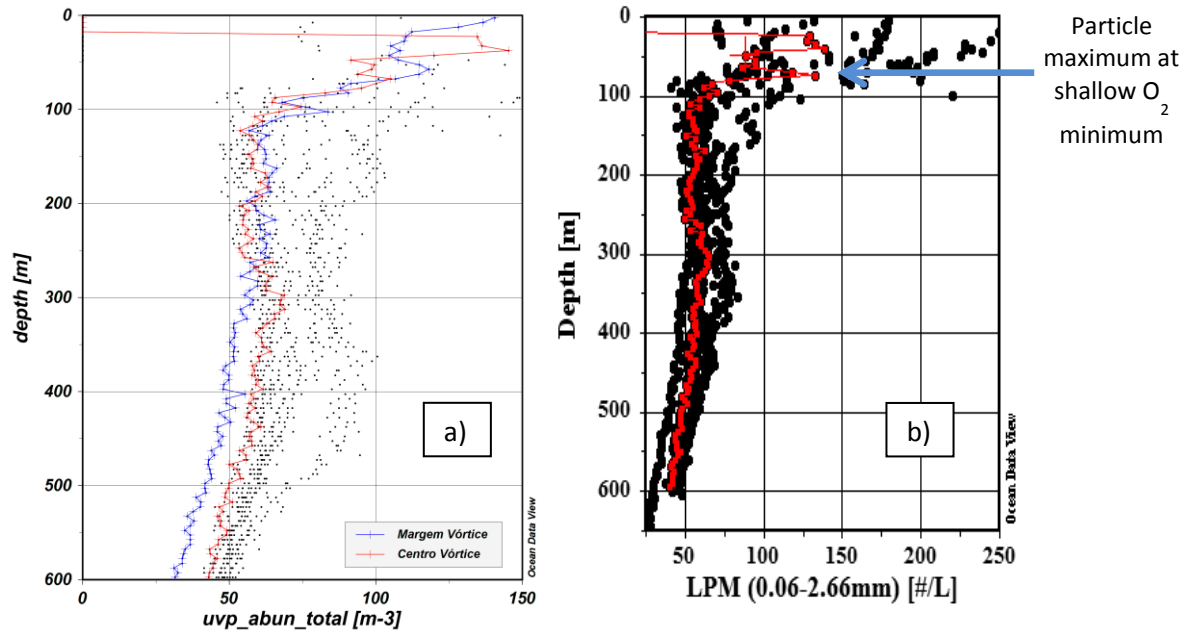 0
50
100
150
0
100
200
300
400
500
600
depth [m]
uvp_abun_total [m-3]
a)
Margem Vórtice
Centro Vórtice
Ocean Data View
0
100
200
300
400
500
600
Depth [m]
50
100
150
200
250
LPM (0.06-2.66mm) [#/L]
b)
Ocean Data View
Particle
maximum at
shallow O2
minimum